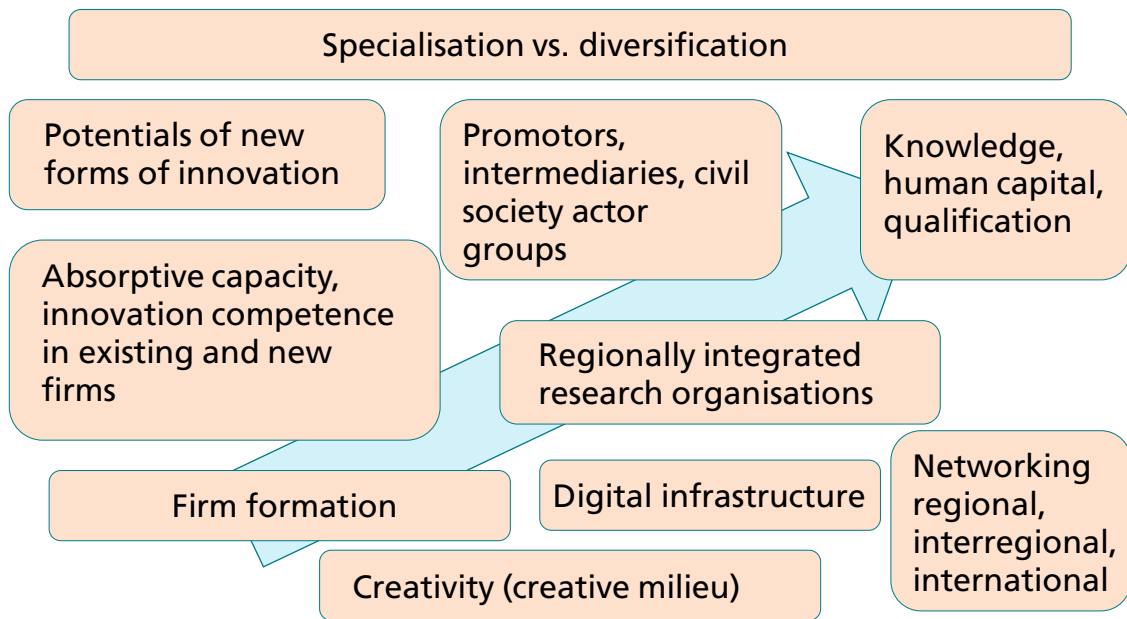 Specialisation vs. diversification
Potentials of new
forms of innovation
Promotors,
intermediaries, civil
society actor
groups
Knowledge,
human capital,
qualification
Absorptive capacity,
innovation competence
in existing and new
firms
Regionally integrated
research organisations
Firm formation
Digital infrastructure
Networking
regional,
interregional,
international
Creativity (creative milieu)